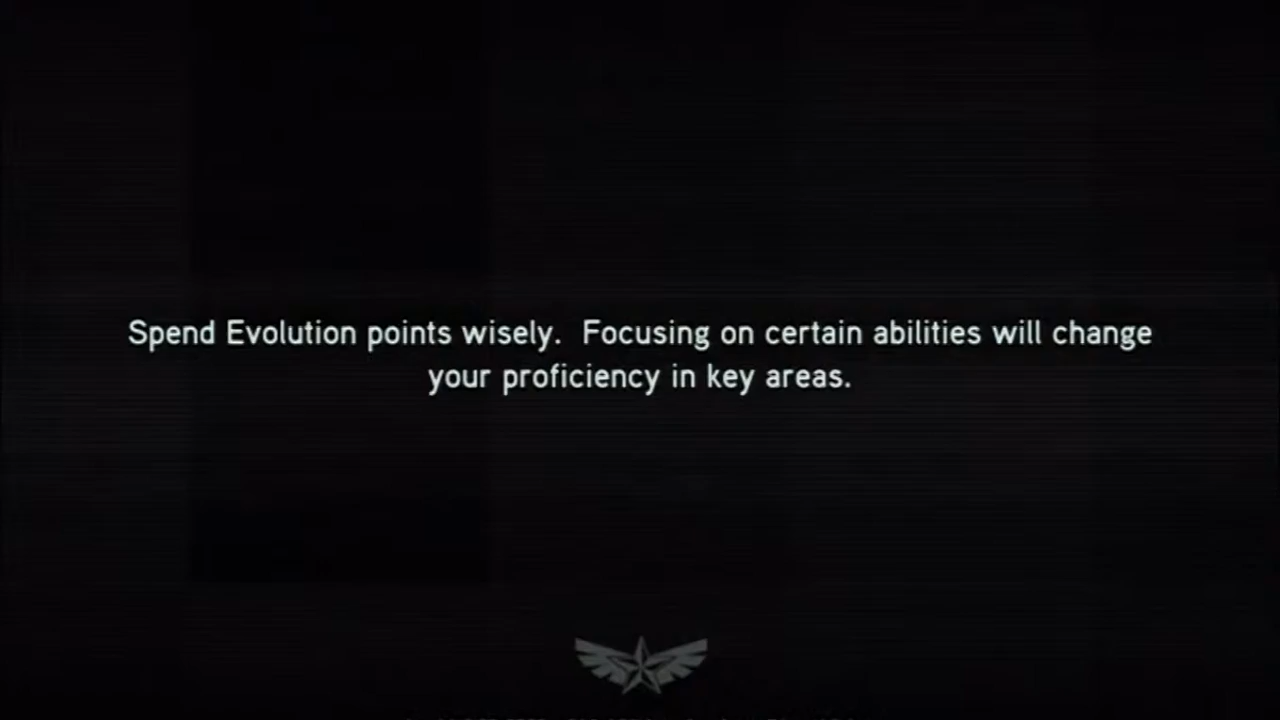 Spend Evolution points wisely.  Focusing on certain abilities will change
your proficiency in key areas.